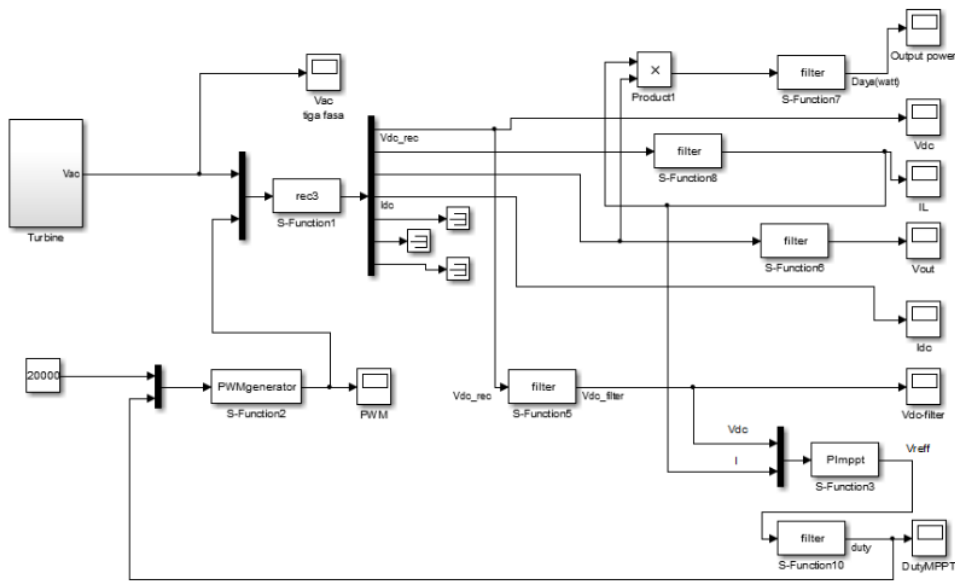 Output power
filter
Daya(watt)
S-Function7
×
Product1
Vac
tiga fasa
Vdc_rec
Vdc
Vac
Turbine
rec3
S-Function1
filter
S-Function8
IL
Idc
filter
S-Function6
Vout
Idc
20000
PWMgenerator
S-Function2
PWM
Vdc_rec
filter
S-Function5
Vdc_filter
Vdc-filter
Vdc
I
PImppt
S-Function3
Vreff
filter
S-Function10
duty
DutyMPPT